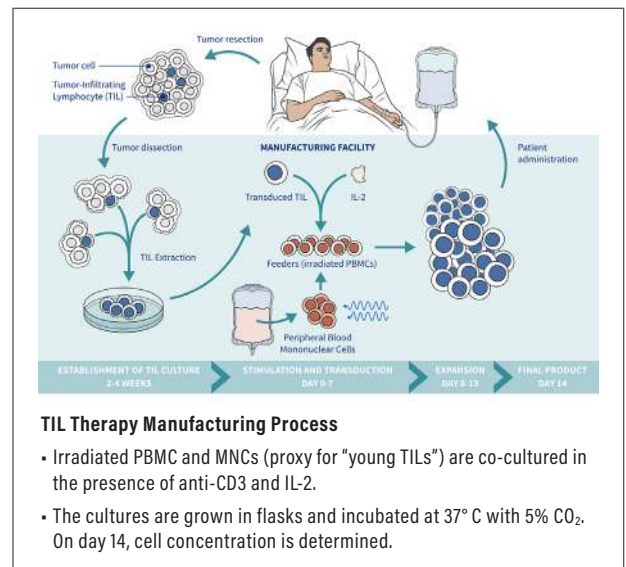 Tumor resection
Tumor cell
Tumor-Infiltrating
Lymphocyte (TIL)
Tumor dissection
MANUFACTURING FACILITY
Patient
administration
Transduced TIL
IL-2
TIL Extraction
Feeders (irradiated PBMCs)
Peripheral Blood
Mononuclear Cells
ESTABLISHMENT OF TIL CULTURE
2-4 WEEKS
STIMULATION AND TRANSDUCTION
DAY 0-7
EXPANSION
DAY 8-13
FINAL PRODUCT
DAY 14
TIL Therapy Manufacturing Process
• Irradiated PBMC and MNCs (proxy for “young TILs”) are co-cultured in
the presence of anti-CD3 and IL-2.
• The cultures are grown in flasks and incubated at 37° C with 5% CO₂.
On day 14, cell concentration is determined.